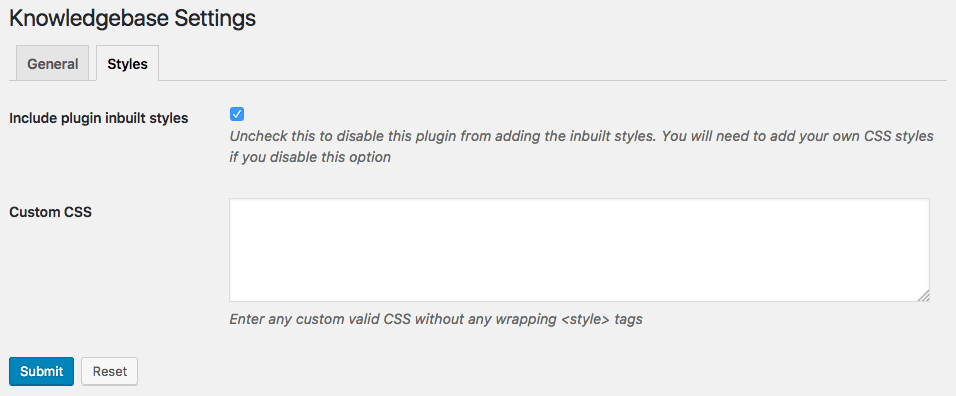 Knowledgebase Settings
General
Styles
Include plugin inbuilt styles
Uncheck this to disable this plugin from adding the inbuilt styles. You will need to add your own CSS styles
if you disable this option
Custom CSS
Enter any custom valid CSS without any wrapping <style> tags
Submit
Reset